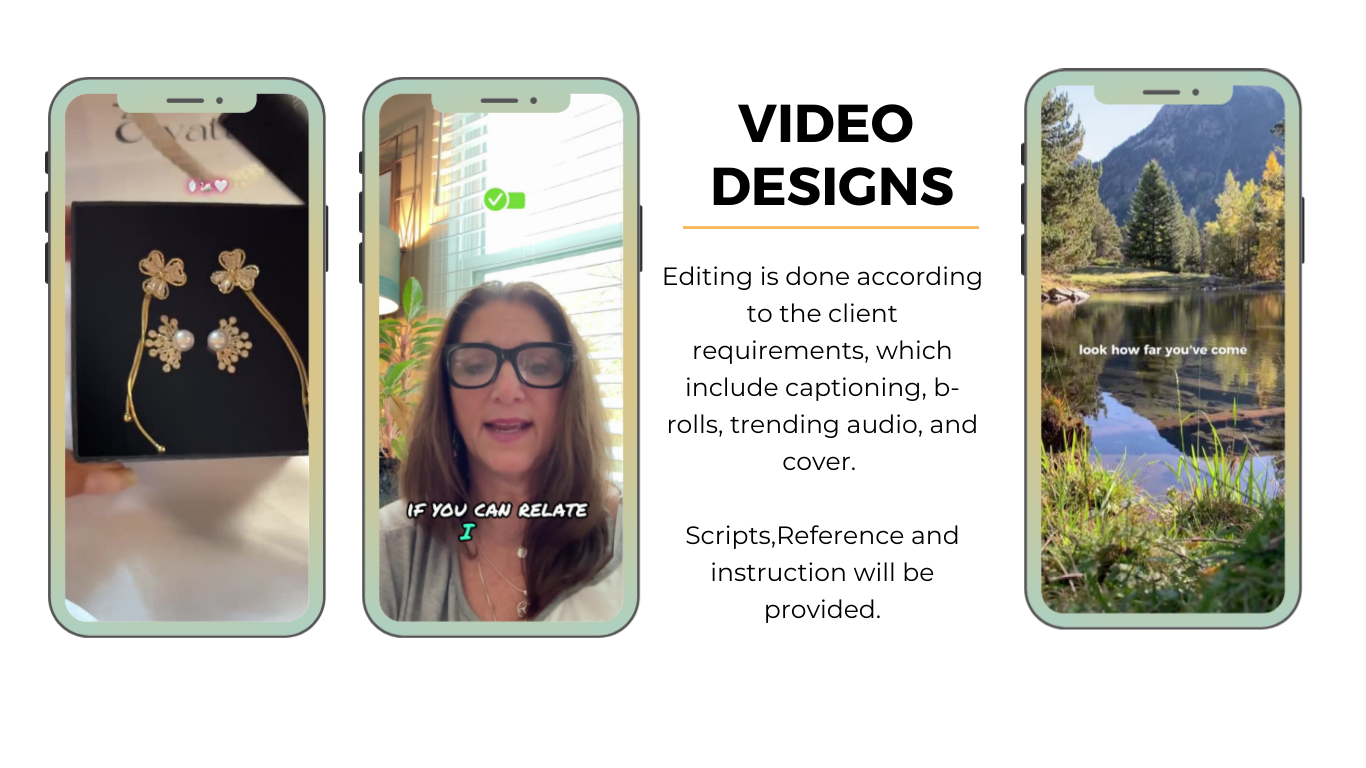 VIDEO
DESIGNS
Editing is done according
to the client
requirements, which
include captioning, b-
rolls, trending audio, and
cover.
Scripts,Reference and
instruction will be
provided.
IF YOU CAN RELATE
I
look how far you've come